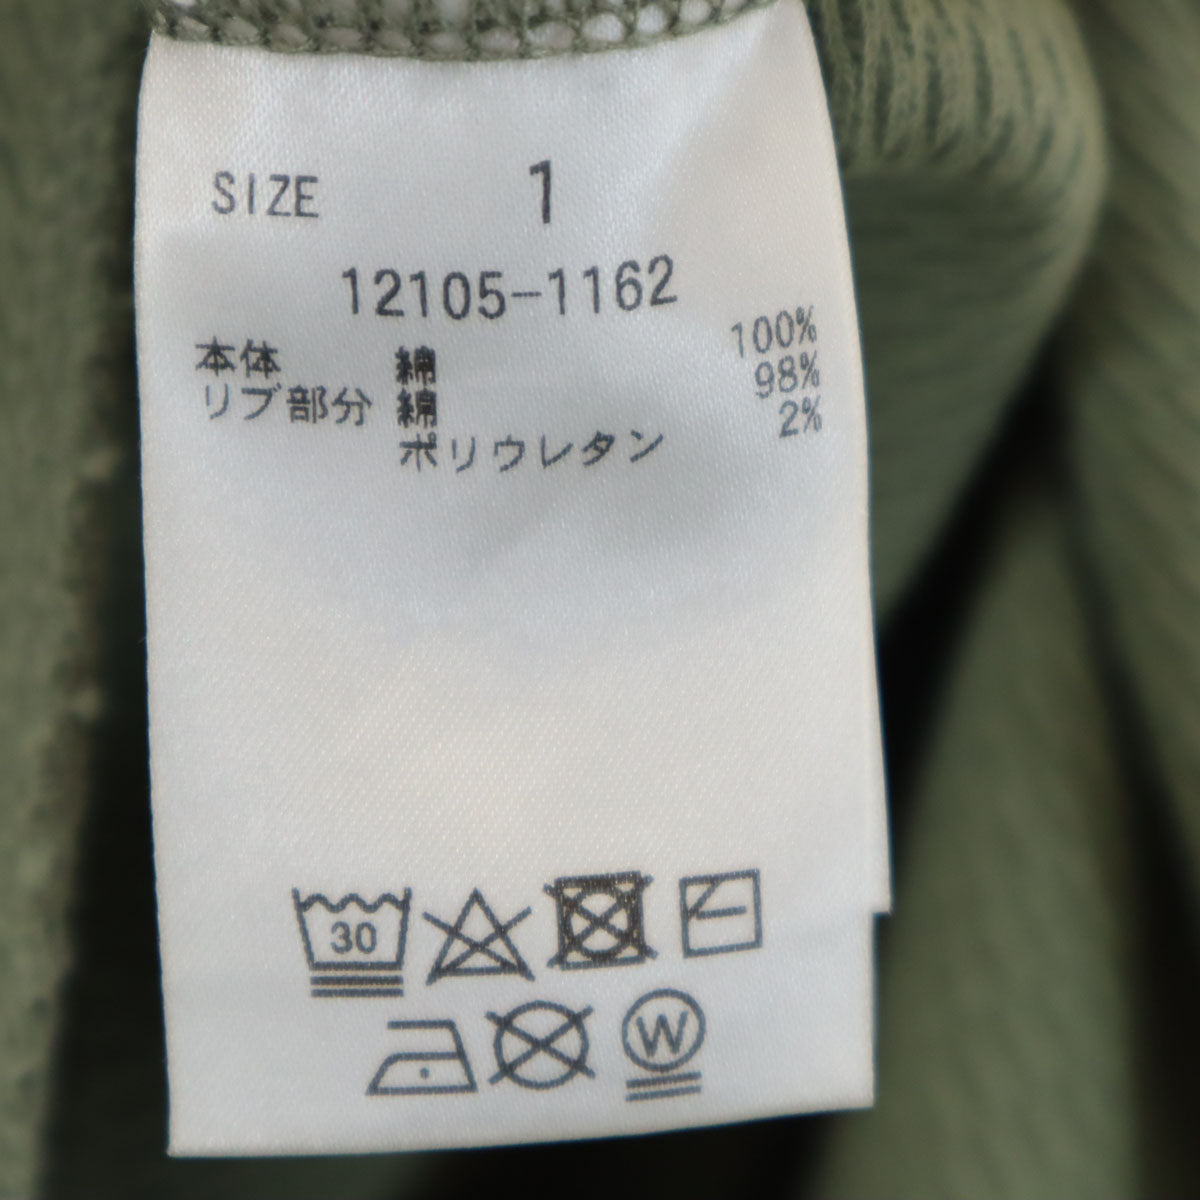 SIZE 1
12105-1162
本体 綿 100%
リブ部分 綿 98%
ポリウレタン 2%
30
W